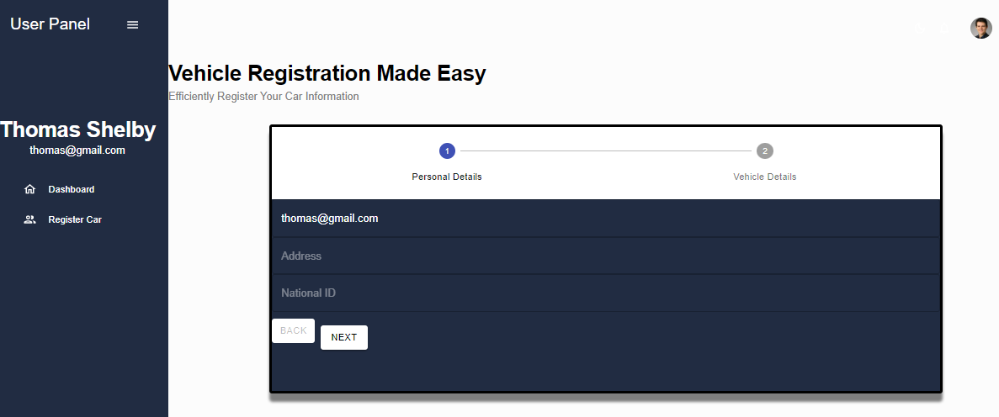 User Panel
Vehicle Registration Made Easy
Efficiently Register Your Car Information
Thomas Shelby
thomas@gmail.com
Dashboard
Register Car
1
2
Personal Details
Vehicle Details
thomas@gmail.com
Address
National ID
BACK
NEXT